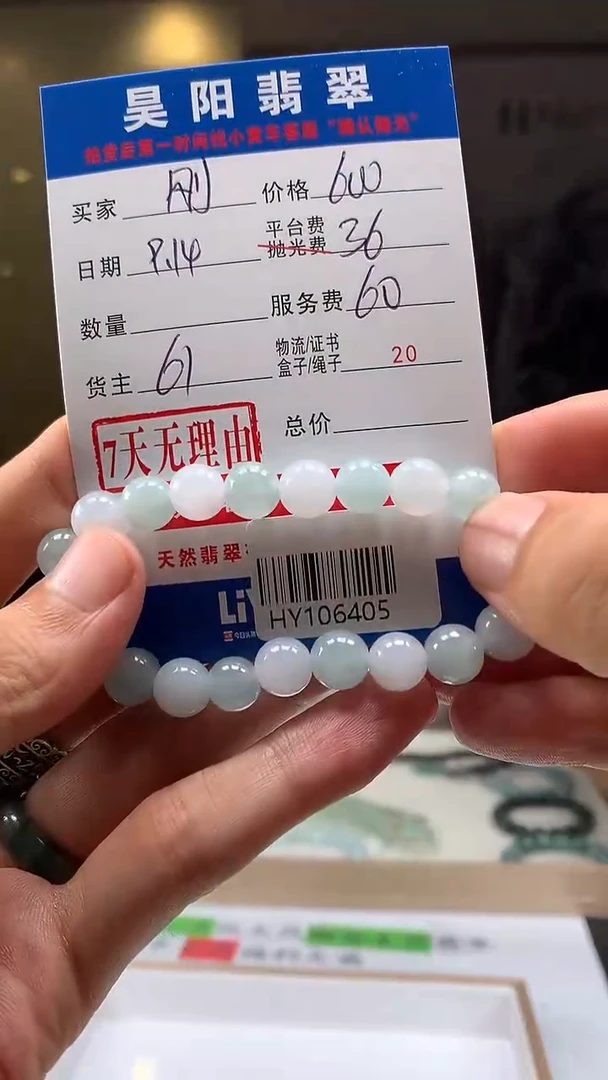 昊阳翡翠
买家 刚 价格 600
平台费
日期 9.14 抛光费 36
数量 服务费 60
物流/证书
货主 61 盒子/绳子 20
7天无理由 总价
天然翡翠
HY106405